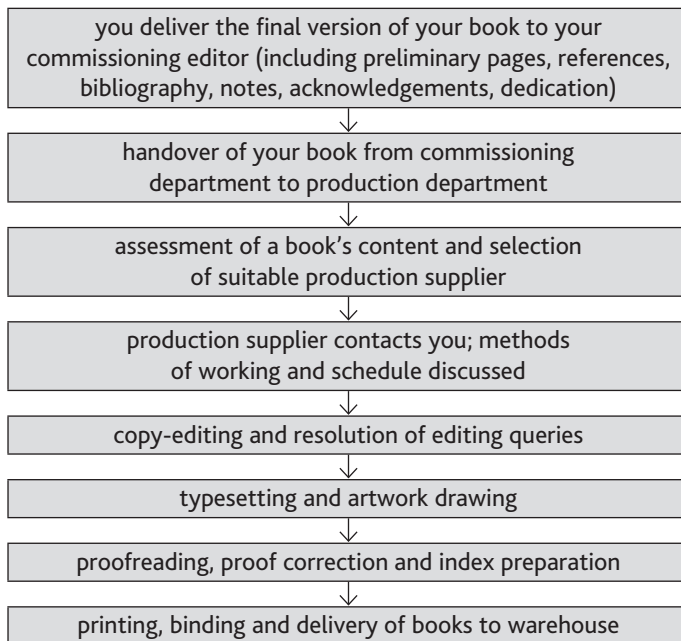 you deliver the final version of your book to your
commissioning editor (including preliminary pages, references,
bibliography, notes, acknowledgements, dedication)
handover of your book from commissioning
department to production department
assessment of a book’s content and selection
of suitable production supplier
production supplier contacts you; methods
of working and schedule discussed
copy-editing and resolution of editing queries
typesetting and artwork drawing
proofreading, proof correction and index preparation
printing, binding and delivery of books to warehouse